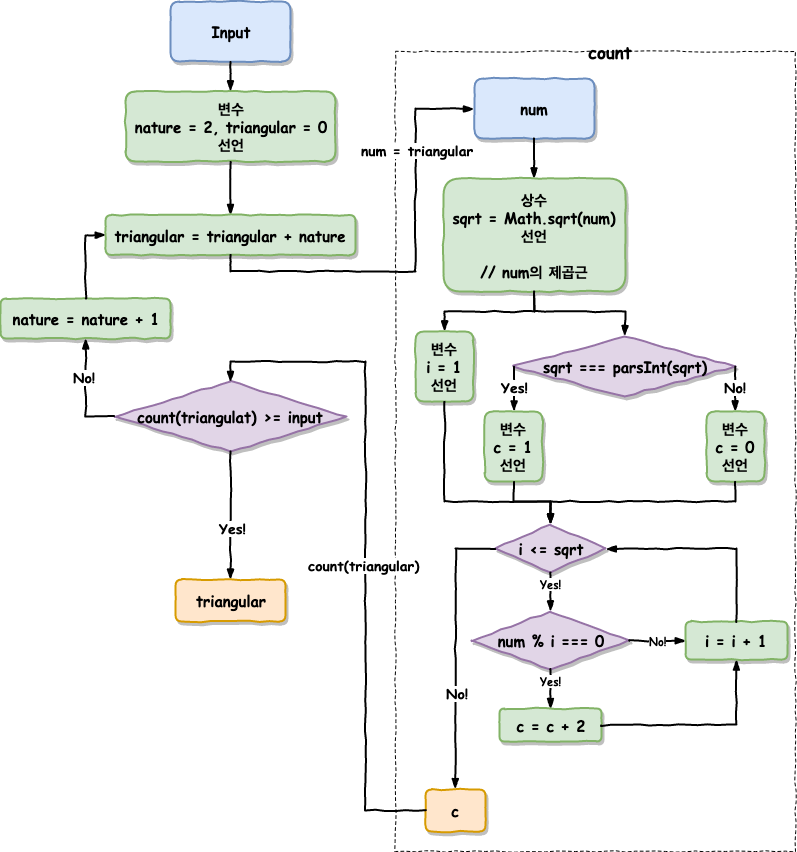 Input
변수
nature = 2, triangular = 0
선언
triangular = triangular + nature
nature = nature + 1
No!
count(triangulat) >= input
Yes!
triangular
num = triangular
count(triangular)
count
num
상수
sqrt = Math.sqrt(num)
선언
// num의 제곱근
변수
i = 1
선언
sqrt === parsInt(sqrt)
Yes!
No!
변수
c = 1
선언
변수
c = 0
선언
i <= sqrt
Yes!
num % i === 0
No!
i = i + 1
Yes!
c = c + 2
No!
c